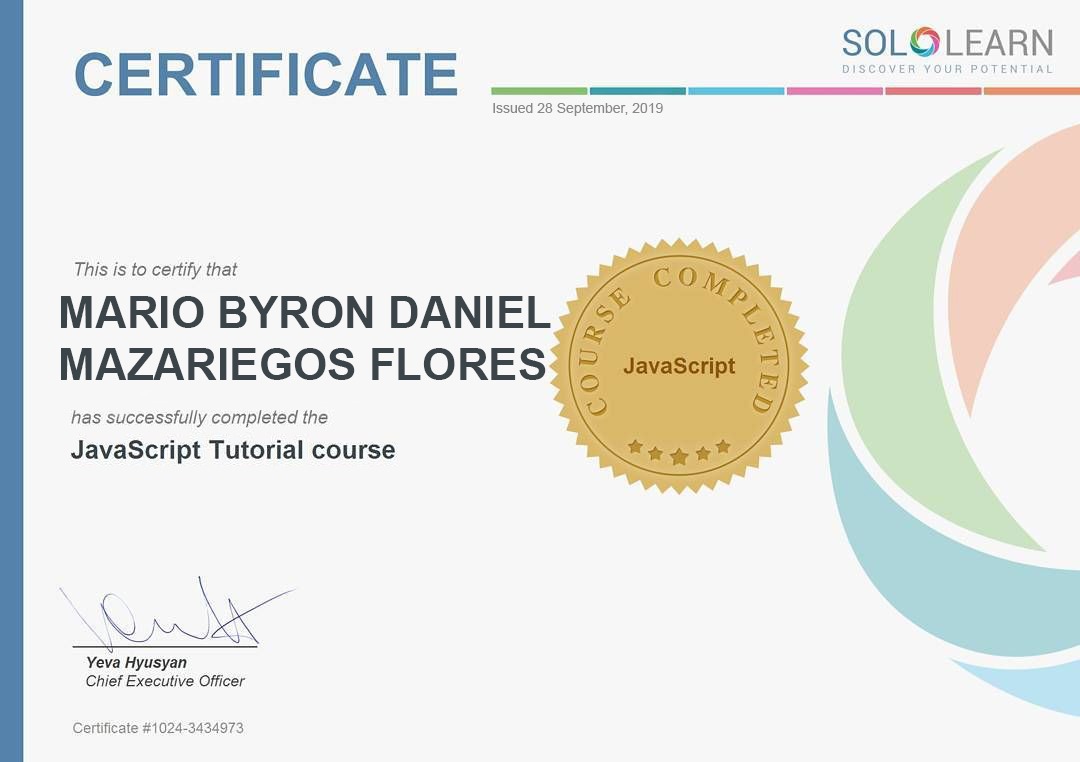 CERTIFICATE
SOLOLEARN
DISCOVER YOUR POTENTIAL
Issued 28 September, 2019
This is to certify that
MARIO BYRON DANIEL
MAZARIEGOS FLORES
has successfully completed the
JavaScript Tutorial course
COURSE COMPLETED
JavaScript
Yeva Hyusyan
Chief Executive Officer
Certificate #1024-3434973